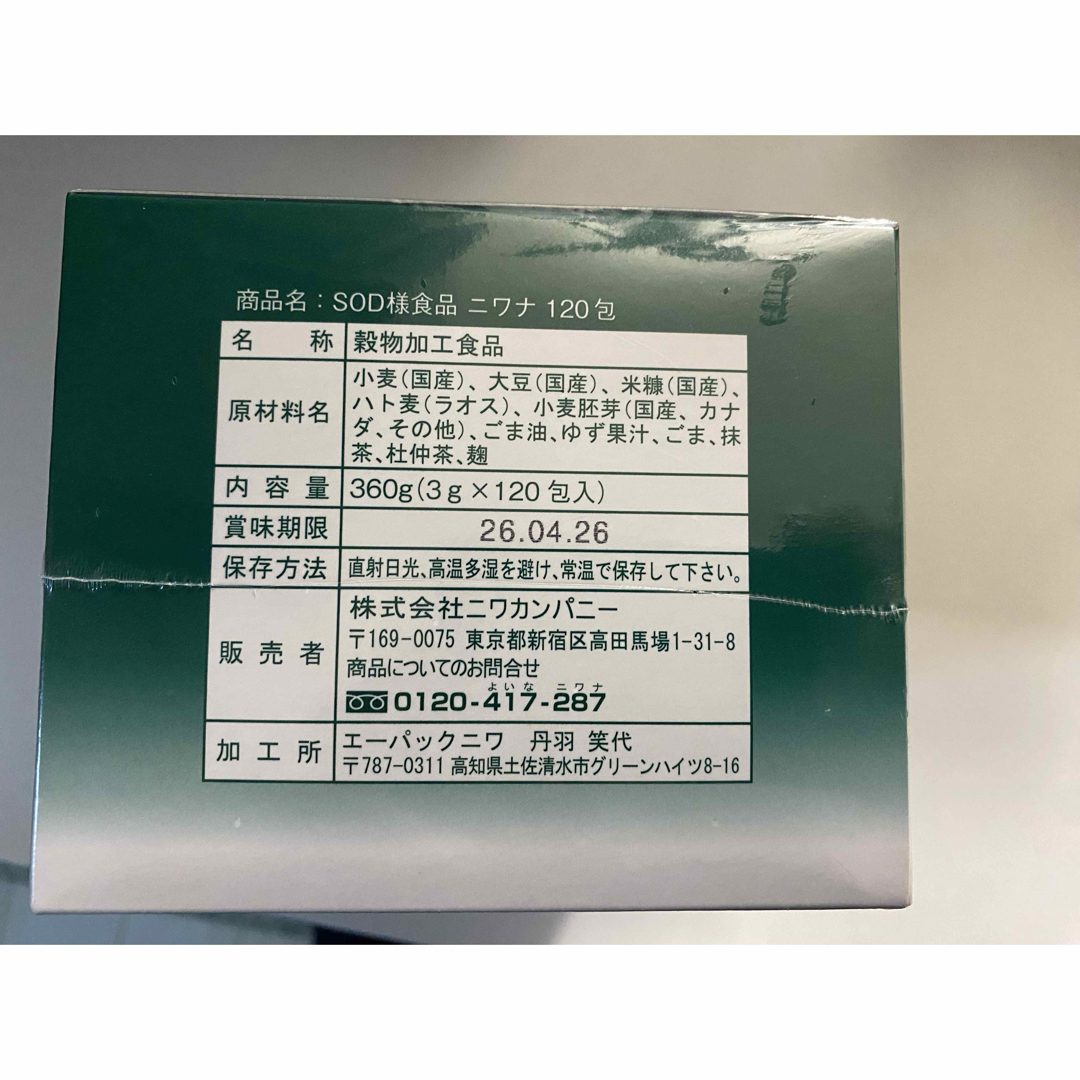 商品名：SOD様食品 ニワナ 120包
名 称 穀物加工食品
原材料名 小麦(国産)、大豆(国産)、米糠(国産)、
ハト麦(ラオス)、小麦胚芽(国産、カナ
ダ、その他)、ごま油、ゆず果汁、ごま、抹
茶、杜仲茶、麹
内容量 360g(3g×120包入)
賞味期限 26.04.26
保存方法 直射日光、高温多湿を避け、常温で保存して下さい。
販売者 株式会社ニワカンパニー
〒169-0075 東京都新宿区高田馬場1-31-8
商品についてのお問合せ
よいな ニワナ
0120-417-287
加工所 エーパックニワ 丹羽 笑代
〒787-0311 高知県土佐清水市グリーンハイツ8-16